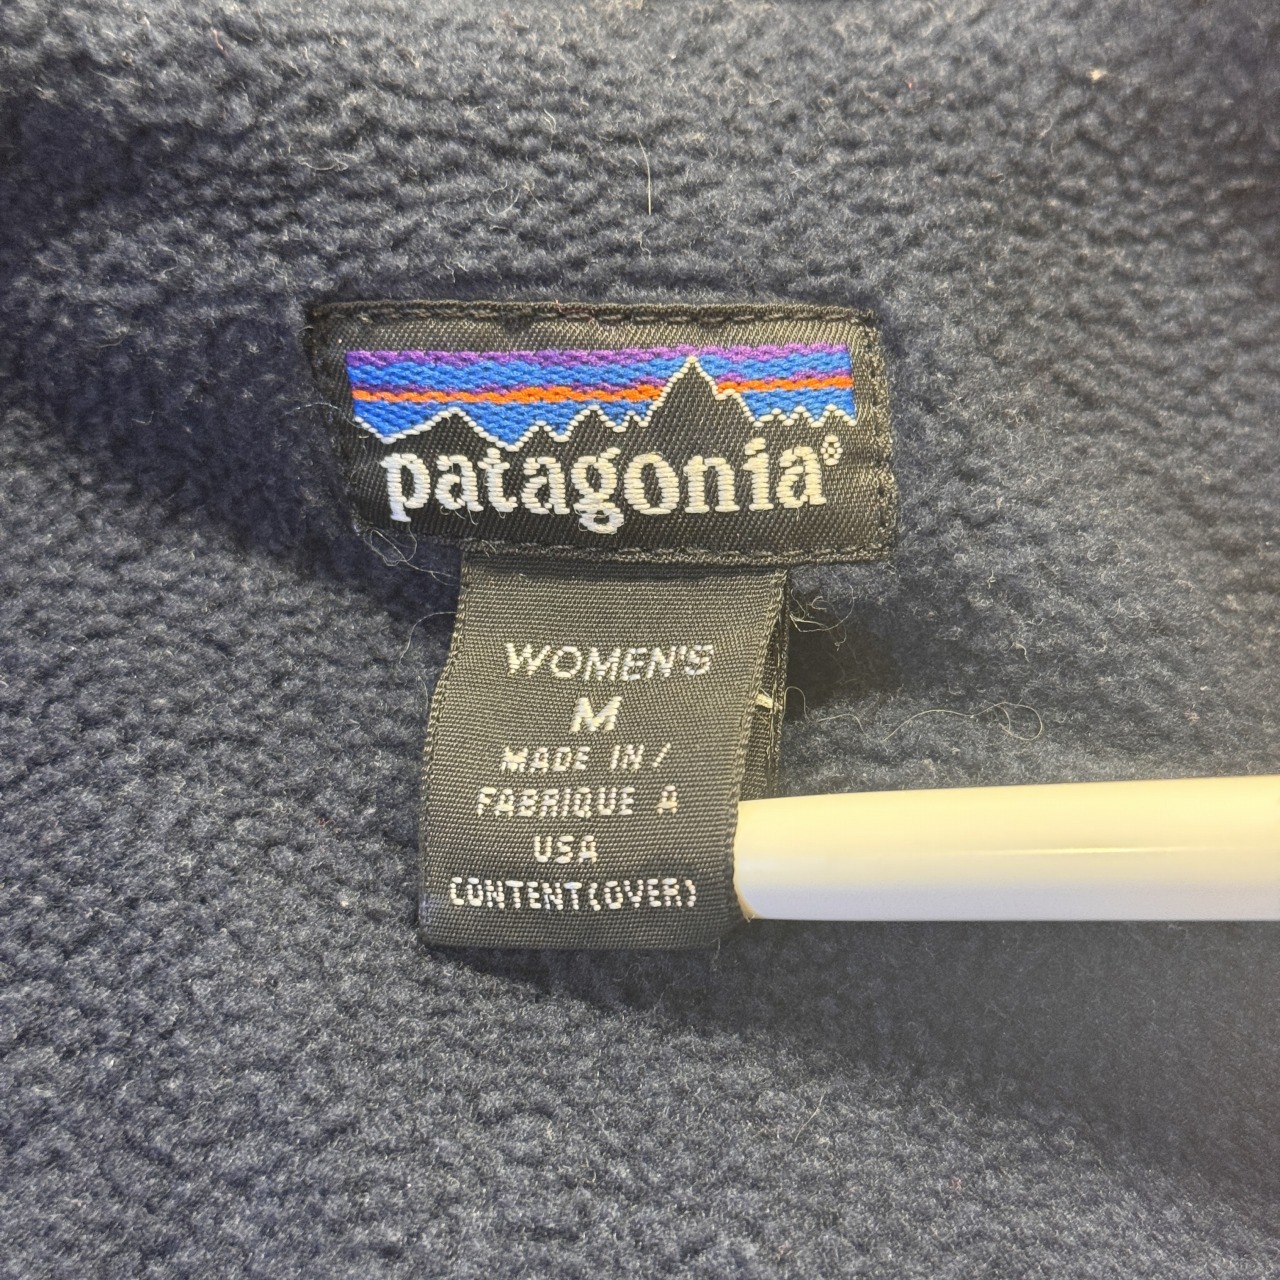 patagonia®
WOMEN'S
M
MADE IN/
FABRIQUE A
USA
CONTENT(OVER)